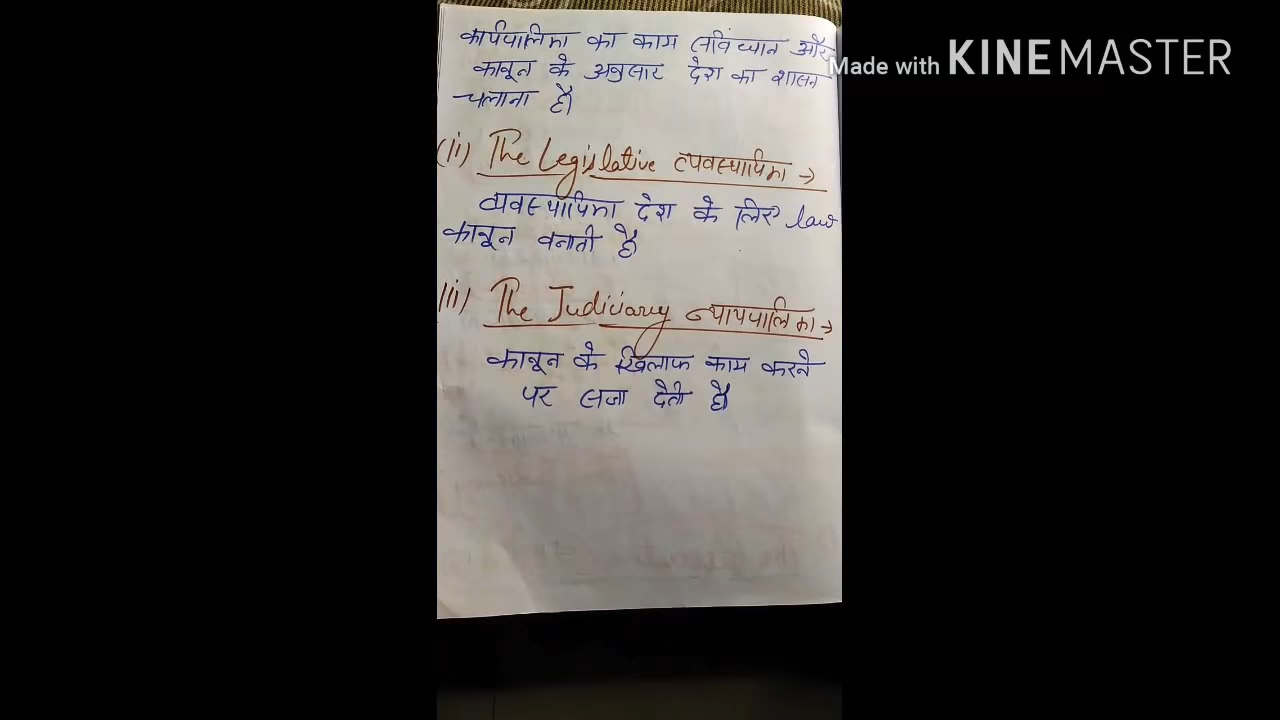 कार्यपालिका का काम संविधान और
कानून के अनुसार देश का शासन
चलाना है।
(ii) The Legislative व्यवस्थापिका →
व्यवस्थापिका देश के लिए law
कानून बनाती है
(iii) The Judiciary न्यायपालिका →
कानून के खिलाफ काम करने
पर सजा देती है।
Made with KINEMASTER